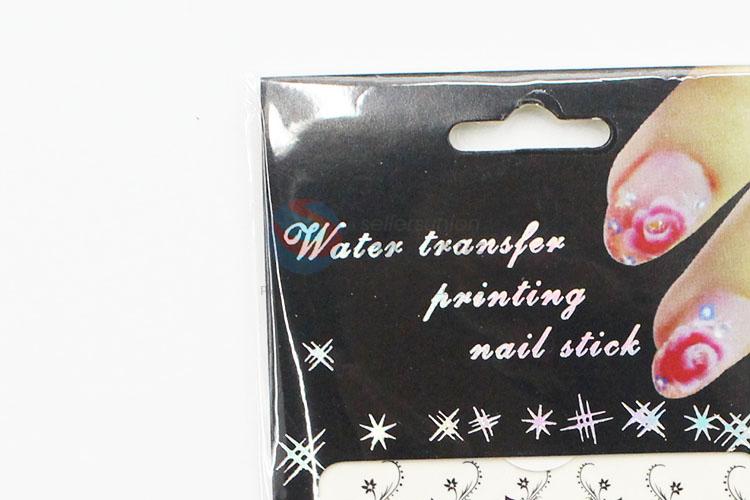 Water transfer
printing
nail stick